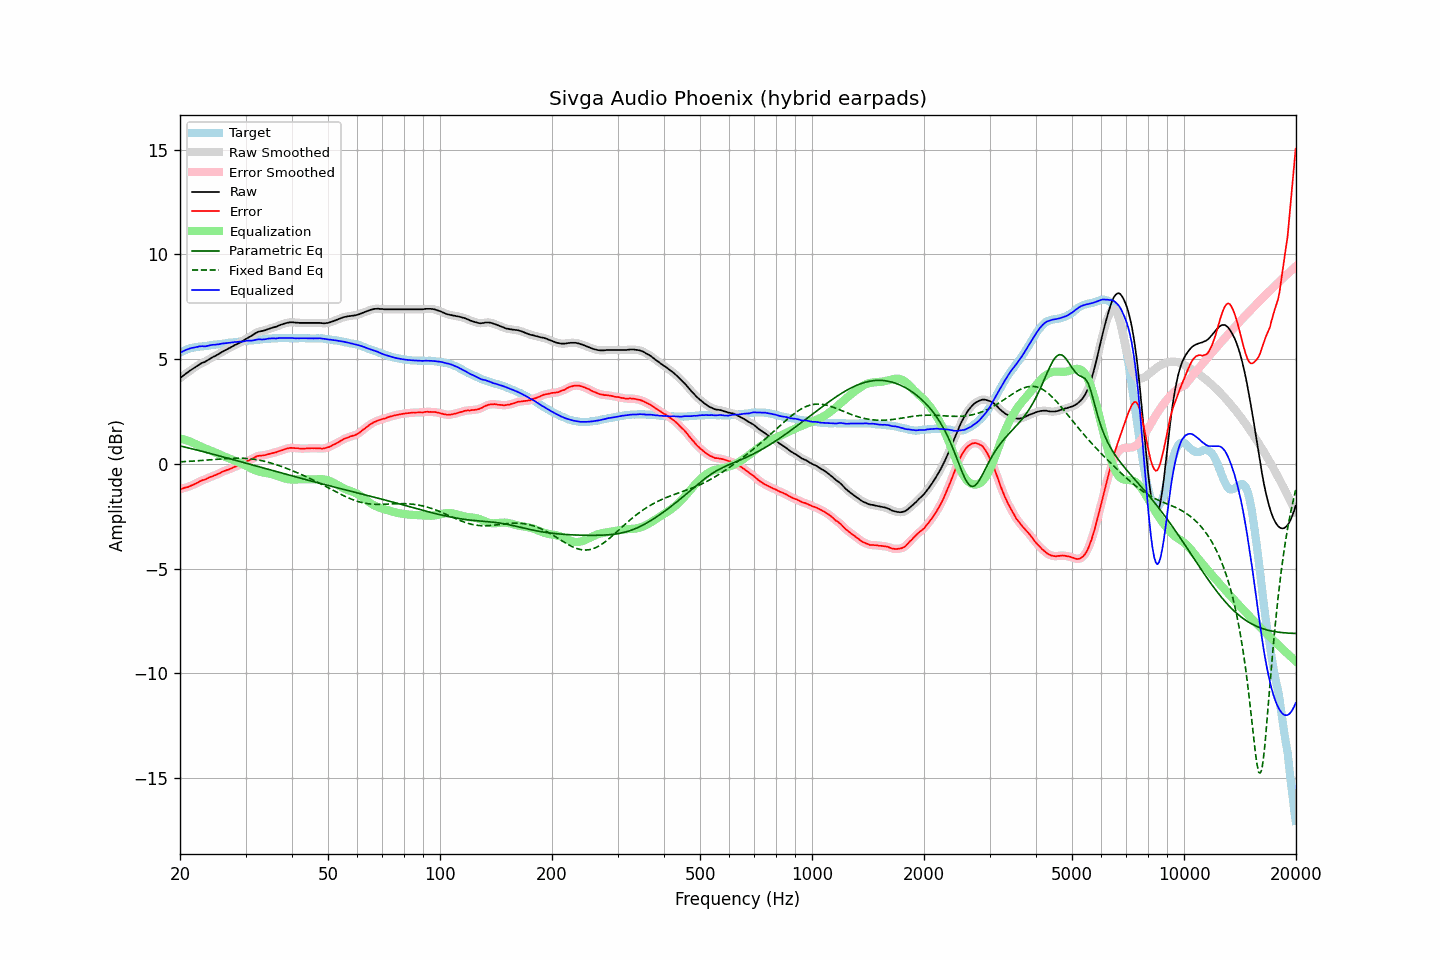 Sivga Audio Phoenix (hybrid earpads)
Target
Raw Smoothed
Error Smoothed
Raw
Error
Equalization
Parametric Eq
Fixed Band Eq
Equalized
Amplitude (dBr)
15
10
5
0
−5
−10
−15
20 50 100 200 500 1000 2000 5000 10000 20000
Frequency (Hz)